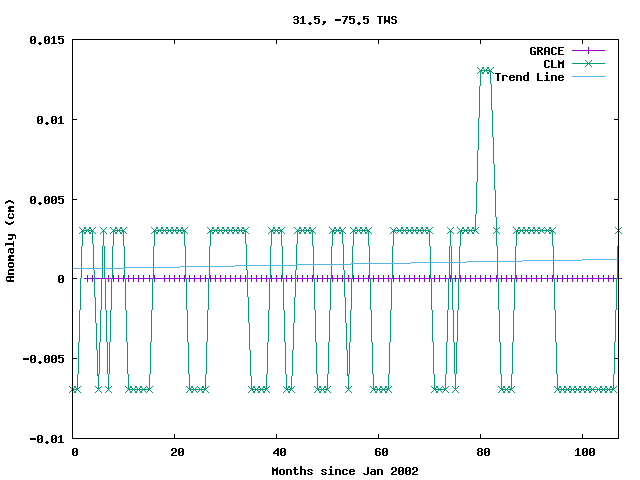 31.5, -75.5 TWS
0.015
GRACE
CLM
Trend Line
0.01
0.005
0
-0.005
-0.01
Anomaly (cm)
0 20 40 60 80 100
Months since Jan 2002